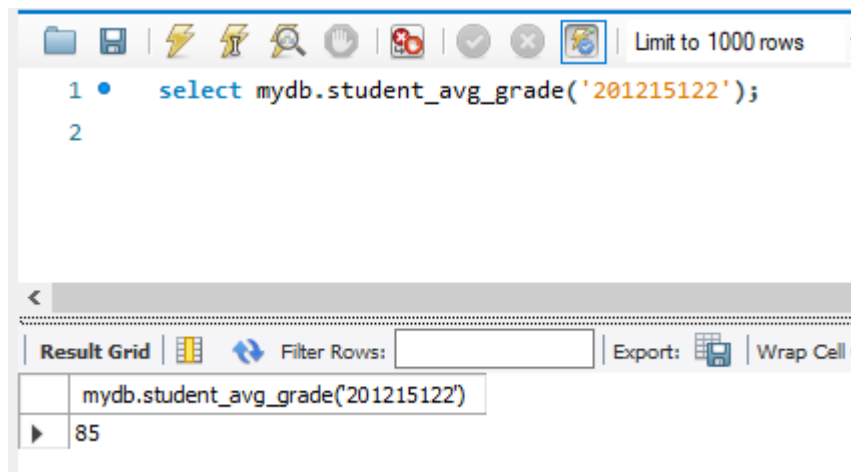 Limit to 1000 rows
1 select mydb.student_avg_grade('201215122');
2
Result Grid Filter Rows: Export: Wrap Cell
mydb.student_avg_grade('201215122')
85